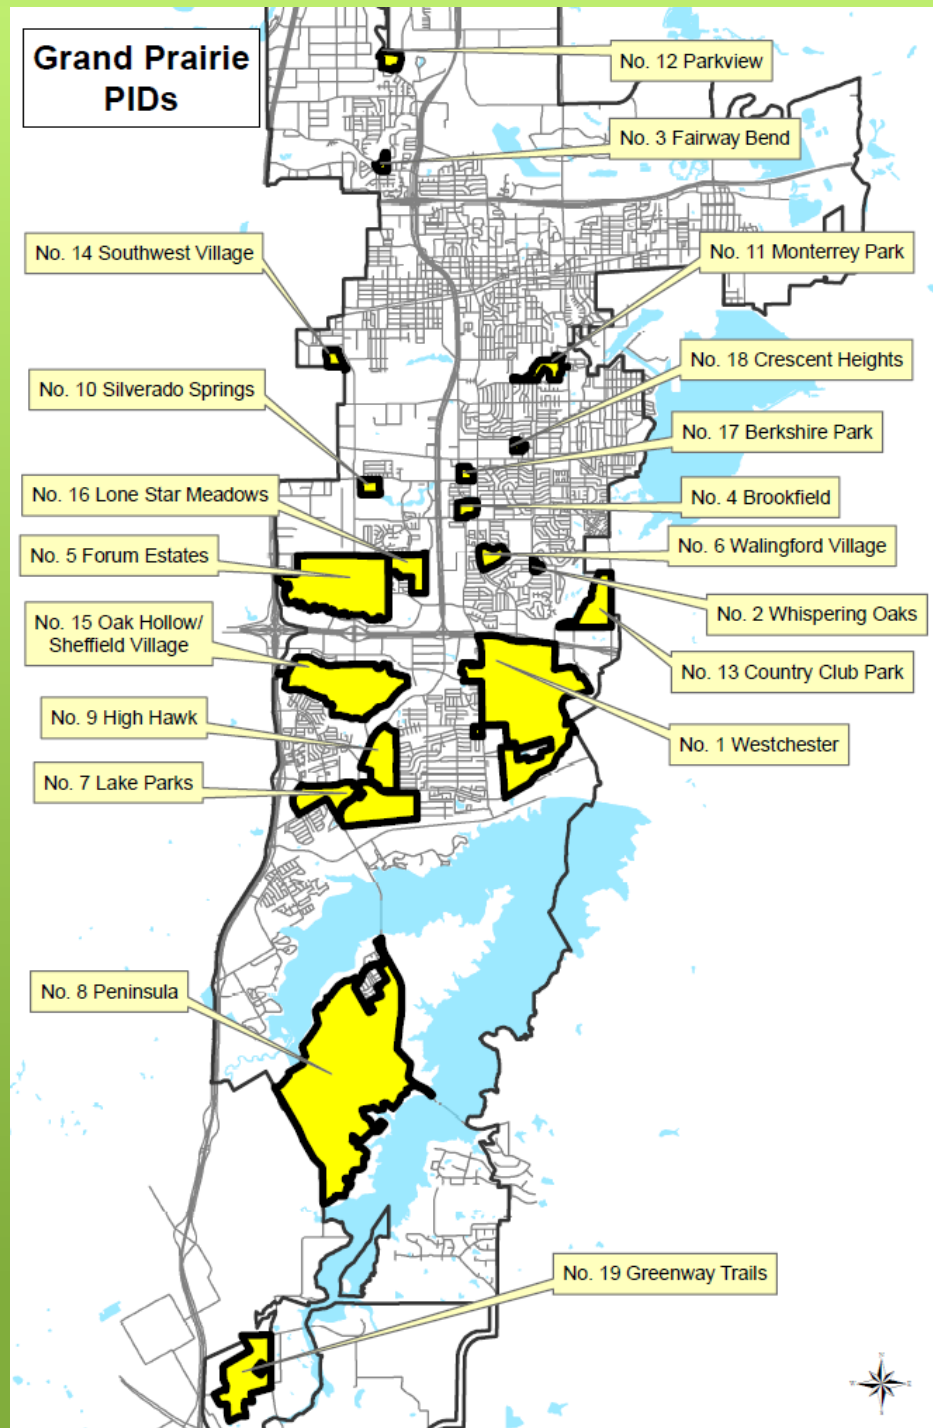 Grand Prairie
PIDs
No. 12 Parkview
No. 3 Fairway Bend
No. 14 Southwest Village
No. 11 Monterrey Park
No. 18 Crescent Heights
No. 10 Silverado Springs
No. 17 Berkshire Park
No. 16 Lone Star Meadows
No. 4 Brookfield
No. 5 Forum Estates
No. 6 Walingford Village
No. 15 Oak Hollow/
Sheffield Village
No. 2 Whispering Oaks
No. 13 Country Club Park
No. 9 High Hawk
No. 1 Westchester
No. 7 Lake Parks
No. 8 Peninsula
No. 19 Greenway Trails